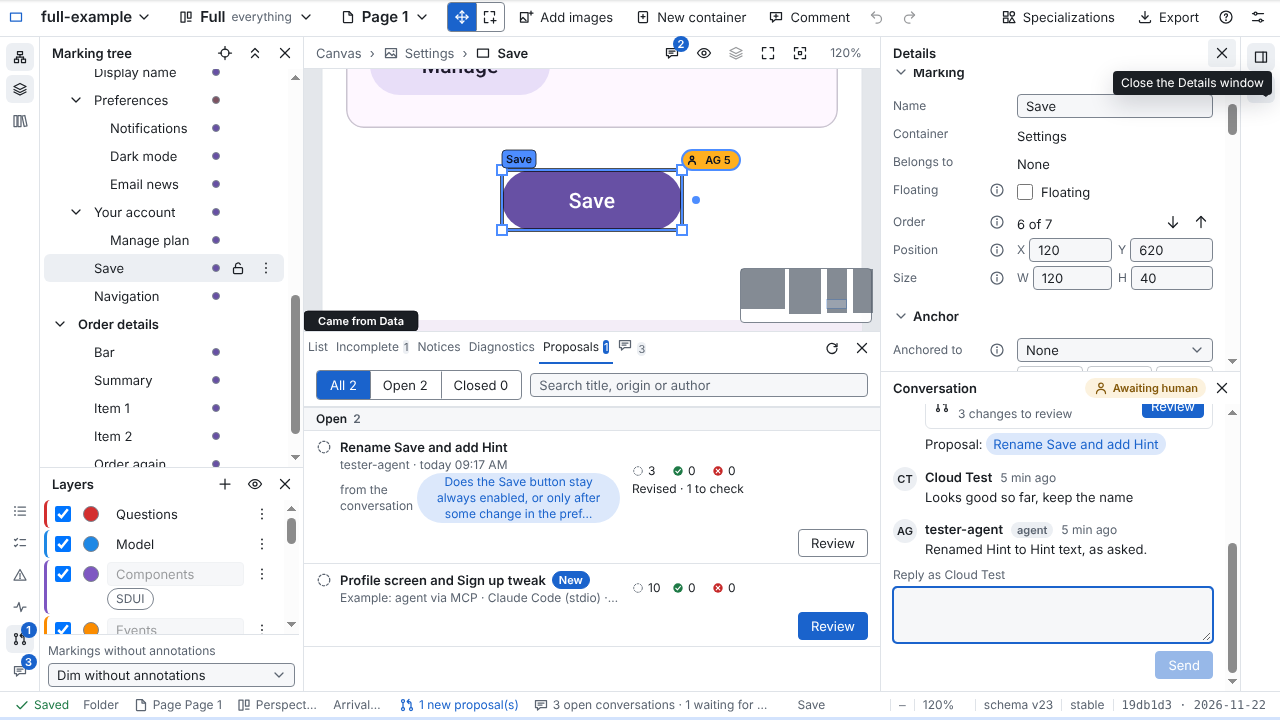 full-example
Full everything
Page 1
Add images
New container
Comment
Specializations
Export
Marking tree
Display name
Preferences
Notifications
Dark mode
Email news
Your account
Manage plan
Save
Navigation
Order details
Bar
Summary
Item 1
Item 2
Order again
Layers
Questions
Model
Components
SDUI
Events
Markings without annotations
Dim without annotations
1
3
Canvas › Settings › Save
2
120%
Manage
Save
AG 5
Save
Came from Data
List
Incomplete 1
Notices
Diagnostics
Proposals 1
3
All 2
Open 2
Closed 0
Search title, origin or author
Open 2
Rename Save and add Hint
tester-agent · today 09:17 AM
from the conversation
Does the Save button stay always enabled, or only after some change in the pref...
3 0 0
Revised · 1 to check
Review
Profile screen and Sign up tweak New
Example: agent via MCP · Claude Code (stdio) ·...
10 0 0
Review
Details
Close the Details window
Marking
Name
Save
Container
Settings
Belongs to
None
Floating
Floating
Order
6 of 7
Position
X 120
Y 620
Size
W 120
H 40
Anchor
Anchored to
None
Conversation
Awaiting human
3 changes to review
Review
Proposal: Rename Save and add Hint
CT
Cloud Test 5 min ago
Looks good so far, keep the name
AG
tester-agent agent 5 min ago
Renamed Hint to Hint text, as asked.
Reply as Cloud Test
Send
Saved
Folder
Page Page 1
Perspect...
Arrival...
1 new proposal(s)
3 open conversations · 1 waiting for ...
Save
–
120%
schema v23
stable
19db1d3 · 2026-11-22